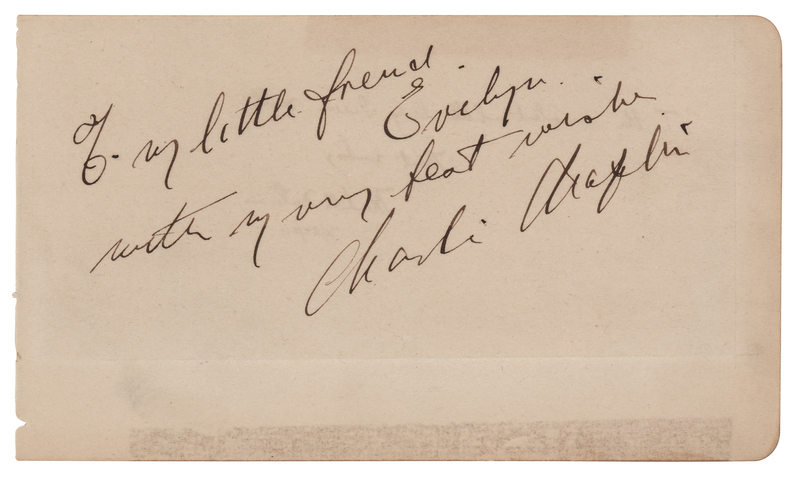 To my little friend
Evelyn.
with my very best wishes
Charlie Chaplin